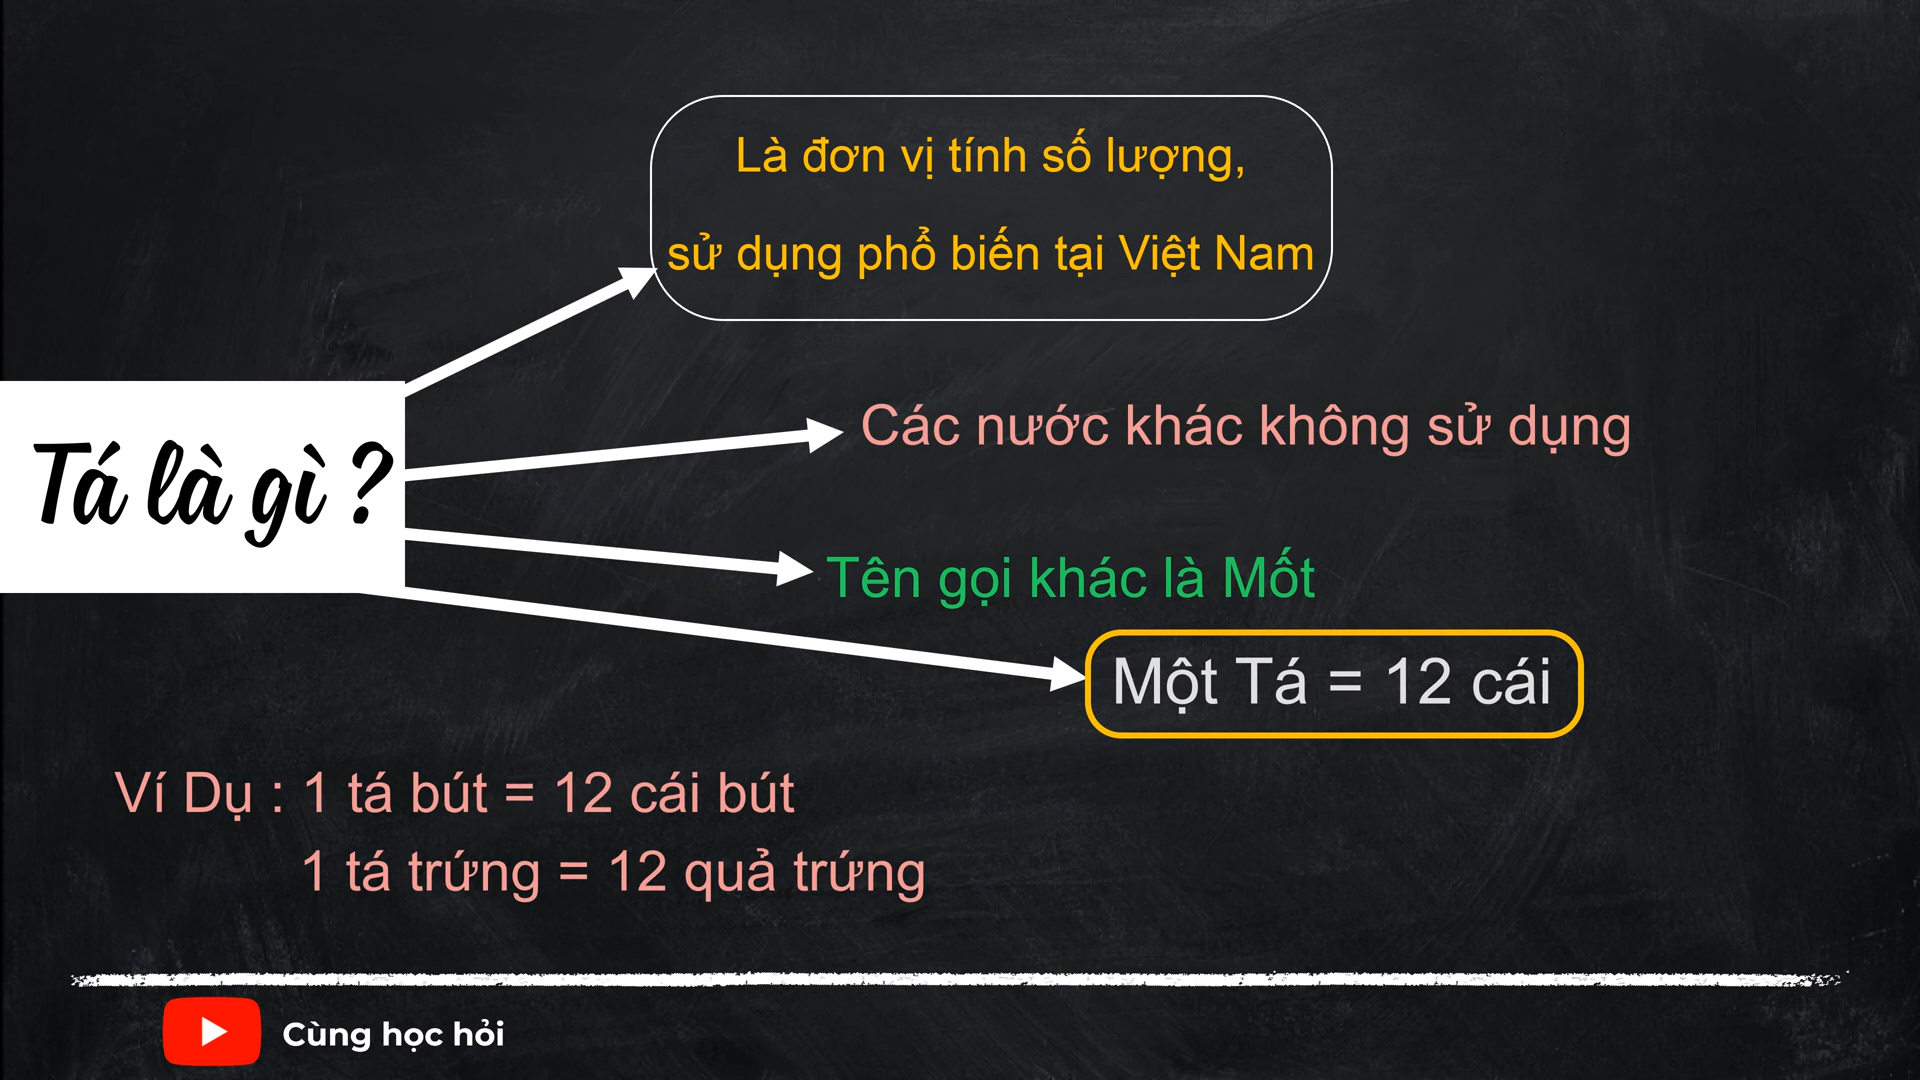 Là đơn vị tính số lượng,
sử dụng phổ biến tại Việt Nam
Các nước khác không sử dụng
Tá là gì ?
Tên gọi khác là Mốt
Một Tá = 12 cái
Ví Dụ : 1 tá bút = 12 cái bút
1 tá trứng = 12 quả trứng
Cùng học hỏi